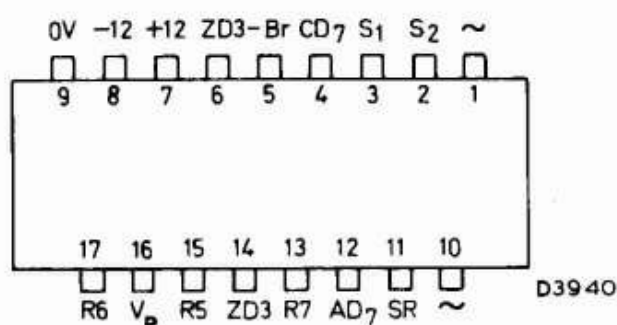 0V -12 +12 ZD3-Br CD7 S1 S2 ~
9 8 7 6 5 4 3 2 1
17 16 15 14 13 12 11 10
R6 Vp R5 ZD3 R7 AD7 SR ~
D3940